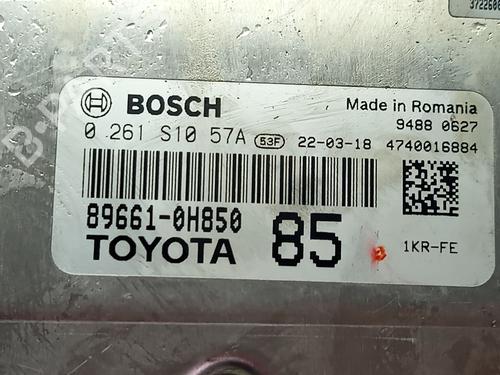 BOSCH
Made in Romania
9488 0627
0 261 S10 57A 53F 22-03-18 4740016884
89661-0H850
TOYOTA
85
1KR-FE
B-PARTS